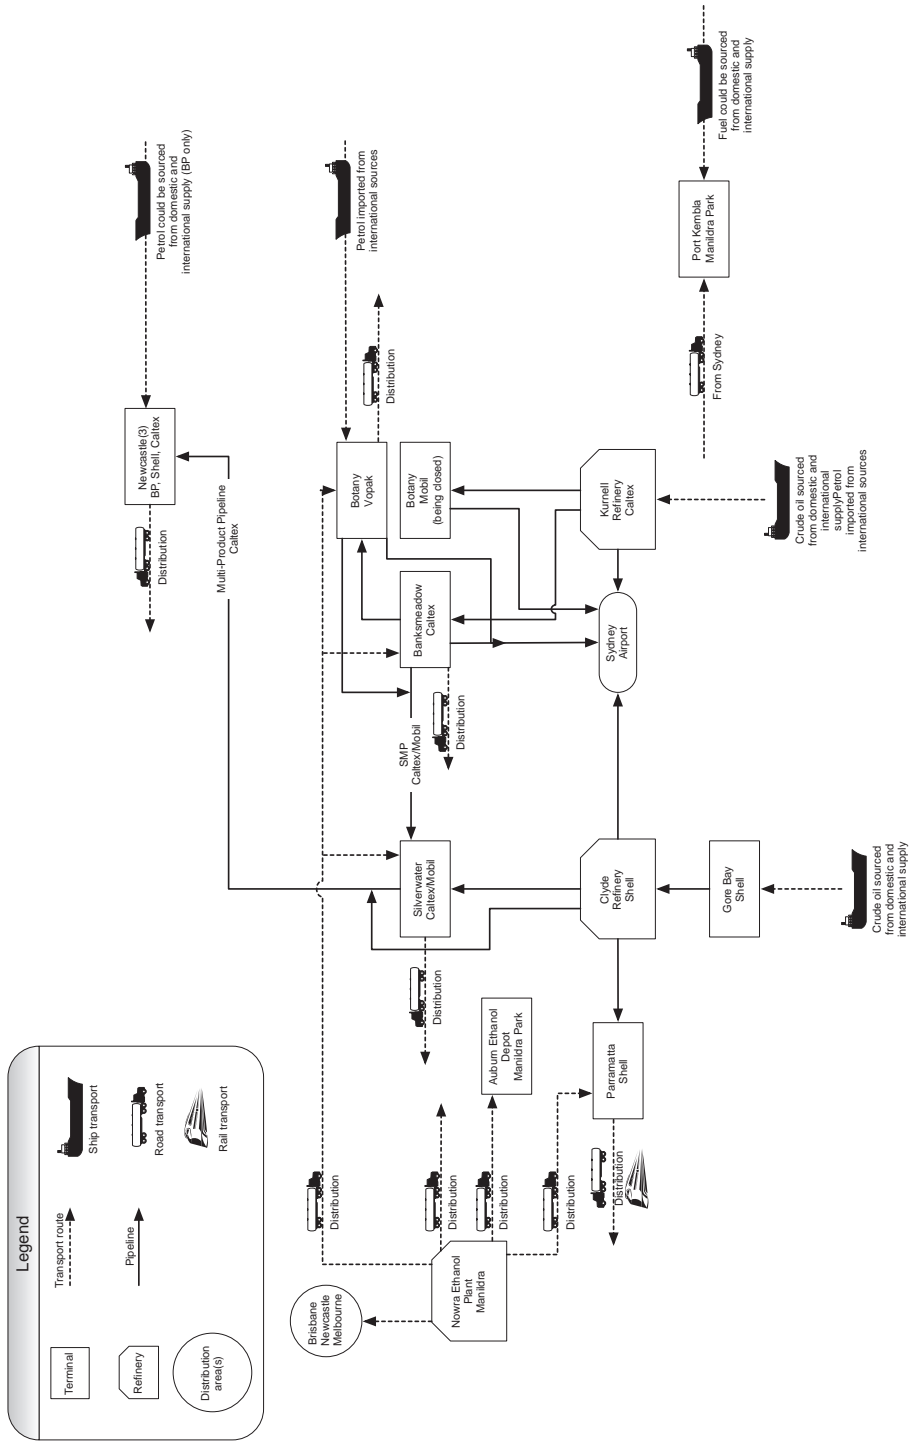 Legend
Terminal
Refinery
Distribution
area(s)
Transport route
Pipeline
Ship transport
Road transport
Rail transport
Petrol could be sourced
from domestic and
international supply (BP only)
Newcastle(3)
BP, Shell, Caltex
Distribution
Multi-Product Pipeline
Caltex
Petrol imported from
international sources
Distribution
Botany
Vopak
Botany
Mobil
(being closed)
Banksmeadow
Caltex
Distribution
SMP
Caltex/Mobil
Silverwater
Caltex/Mobil
Distribution
Brisbane
Newcastle
Melbourne
Nowra Ethanol
Plant
Manildra
Distribution
Distribution
Distribution
Distribution
Auburn Ethanol
Depot
Manildra Park
Parramatta
Shell
Distribution
Clyde
Refinery
Shell
Gore Bay
Shell
Crude oil sourced
from domestic and
international supply
Sydney
Airport
Kurnell
Refinery
Caltex
Crude oil sourced
from domestic and
international
supplyPetrol
imported from
international sources
From Sydney
Port Kembla
Manildra Park
Fuel could be sourced
from domestic and
international supply